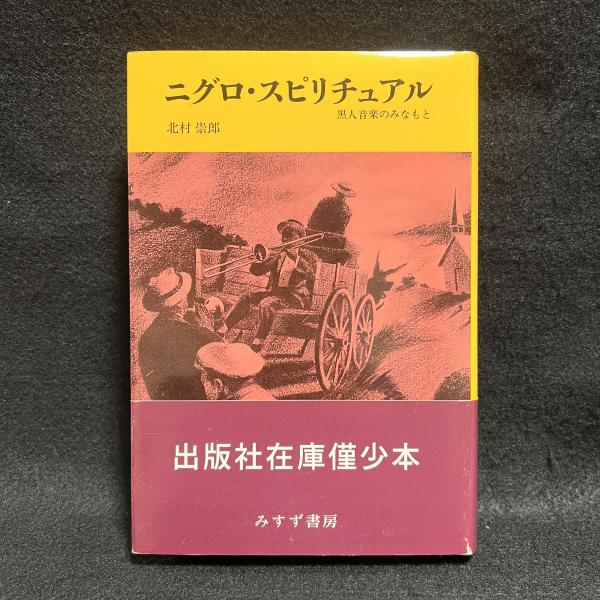 ニグロ・スピリチュアル
黒人音楽のみなもと
北村 崇郎
出版社在庫僅少本
みすず書房